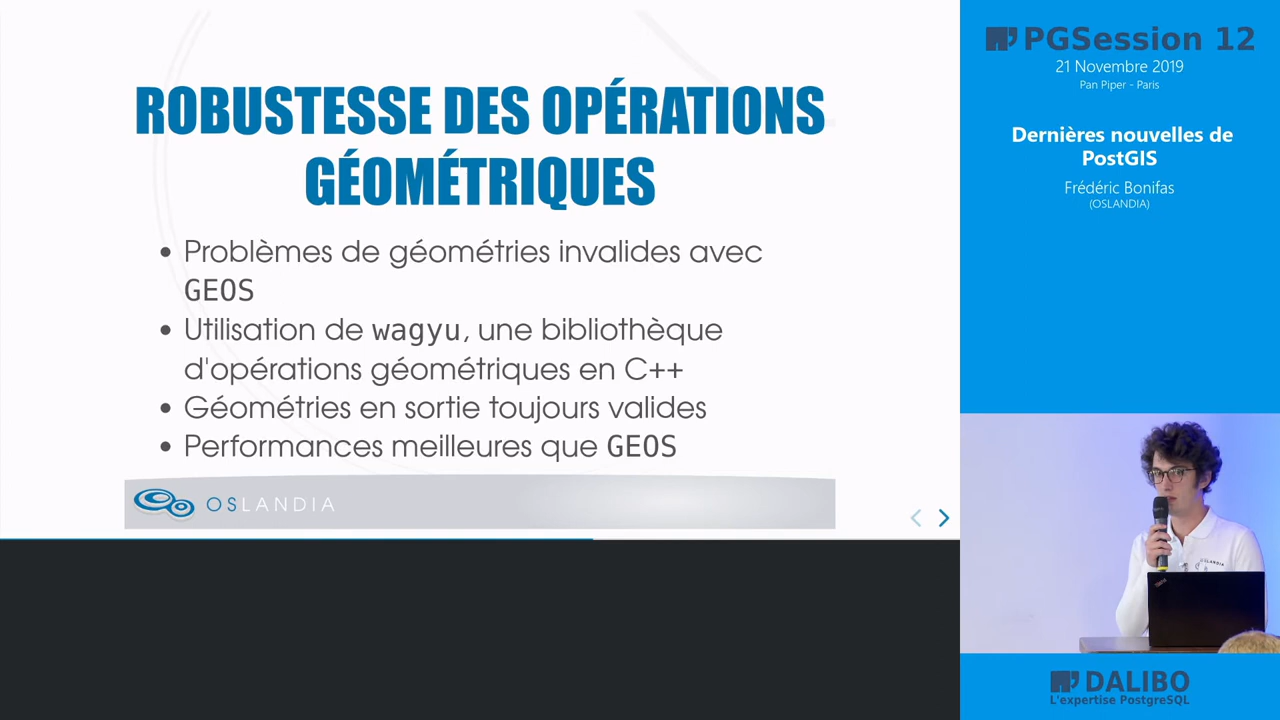 ROBUSTESSE DES OPÉRATIONS
GÉOMÉTRIQUES
• Problèmes de géométries invalides avec
GEOS
• Utilisation de wagyu, une bibliothèque
d'opérations géométriques en C++
• Géométries en sortie toujours valides
• Performances meilleures que GEOS
OSLANDIA
PGSession 12
21 Novembre 2019
Pan Piper - Paris
Dernières nouvelles de
PostGIS
Frédéric Bonifas
(OSLANDIA)
DALIBO
L'expertise PostgreSQL